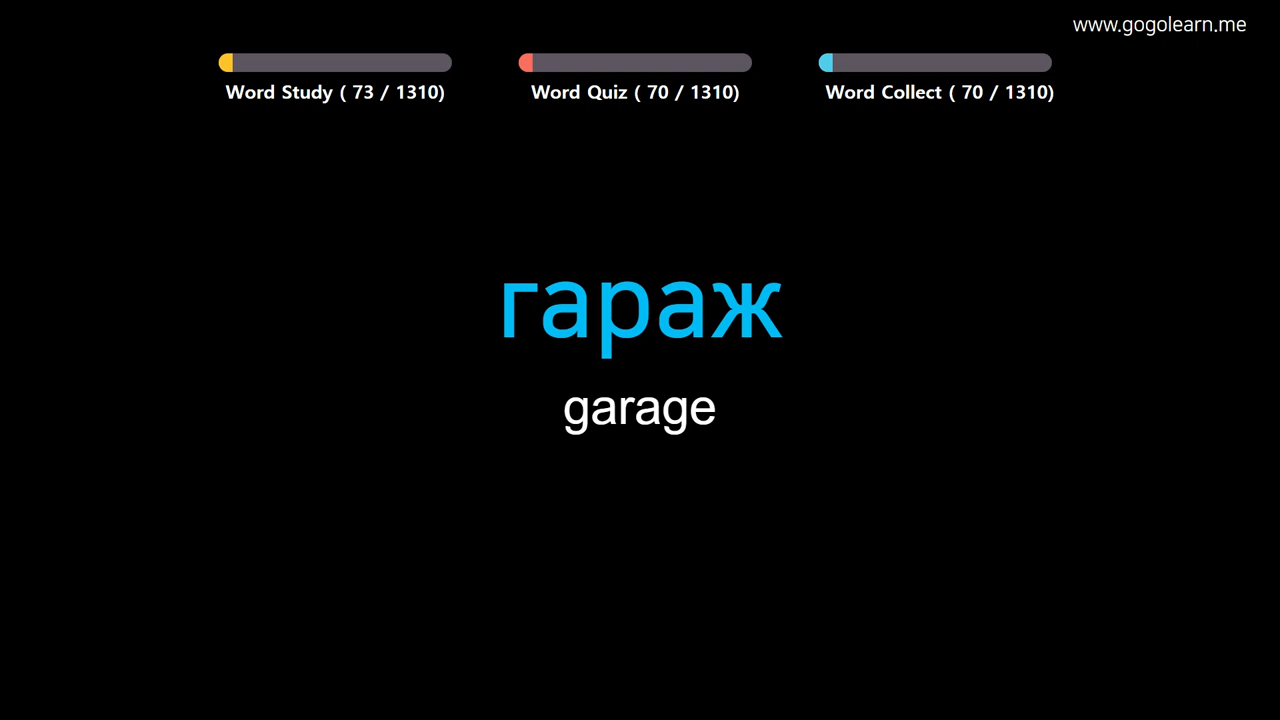 www.gogolearn.me
Word Study ( 73 / 1310)
Word Quiz ( 70 / 1310)
Word Collect ( 70 / 1310)
гараж
garage